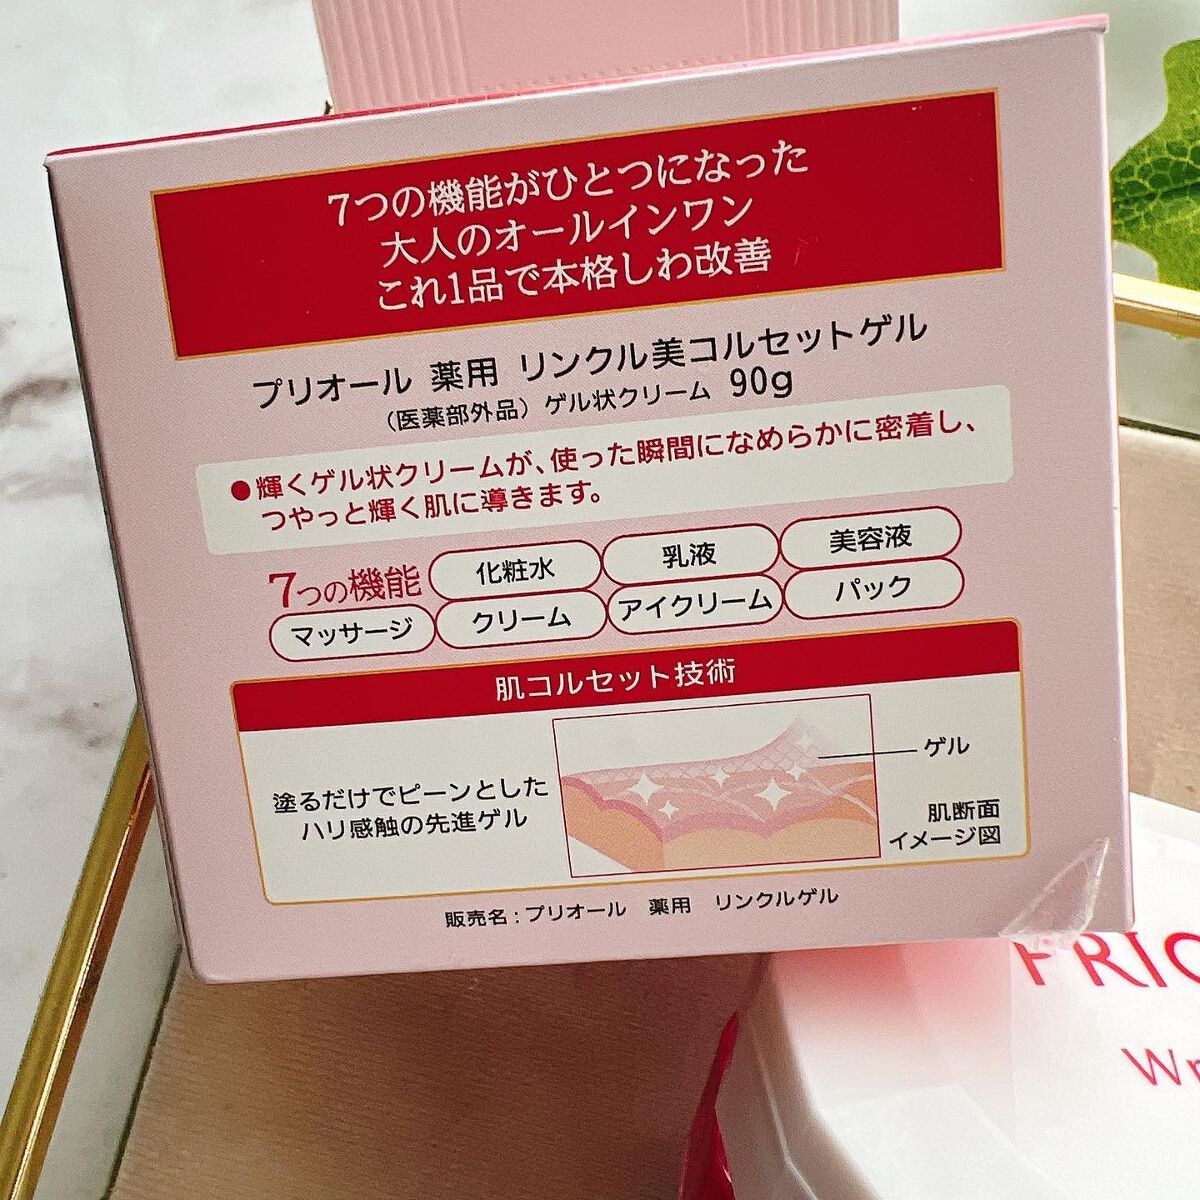 7つの機能がひとつになった
大人のオールインワン
これ1品で本格しわ改善
プリオール 薬用 リンクル美コルセットゲル
（医薬部外品）ゲル状クリーム 90g
●輝くゲル状クリームが、使った瞬間になめらかに密着し、
つやっと輝く肌に導きます。
7つの機能 化粧水 乳液 美容液
マッサージ クリーム アイクリーム パック
肌コルセット技術
塗るだけでピーンとした
ハリ感触の先進ゲル
ゲル
肌断面
イメージ図
販売名：プリオール 薬用 リンクルゲル
PRIO
Wr